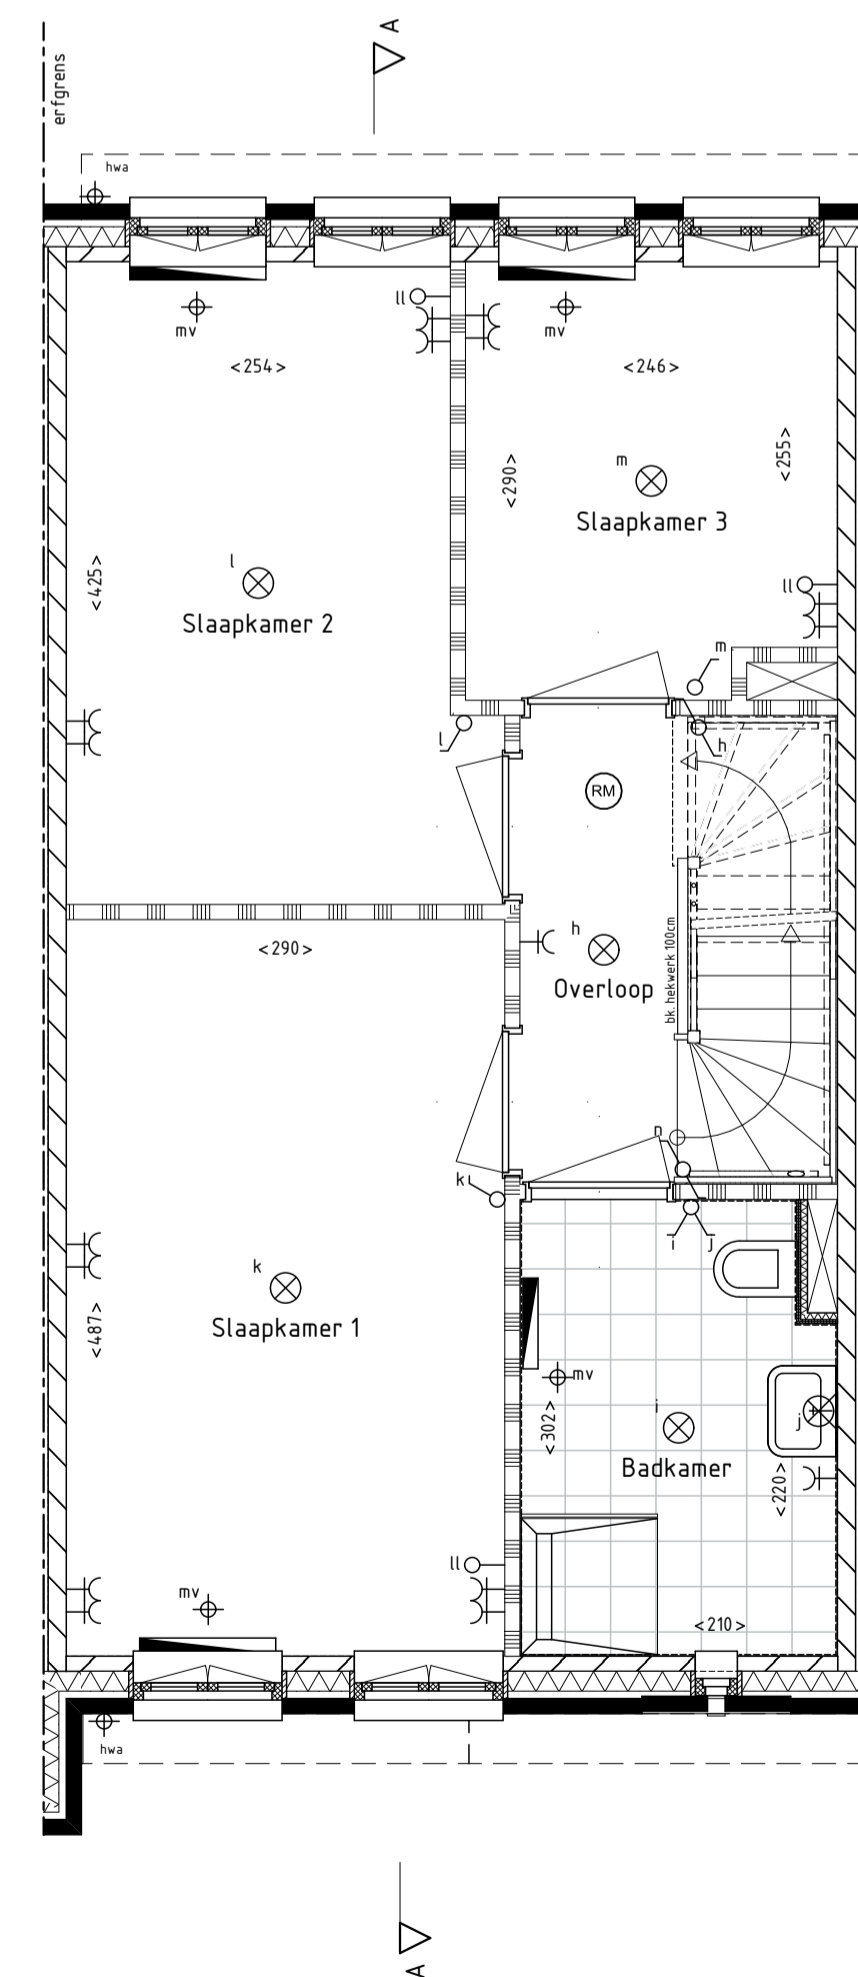 A
erfgrens
hwa
ll
mv
mv
<254>
<246>
<255>
<290>
m
Slaapkamer 3
l
<425>
Slaapkamer 2
ll
m
l
h
RM
h
<290>
Overloop
bk. hekwerk 100cm
n
k
i
j
k
Slaapkamer 1
<487>
mv
i
j
<302>
Badkamer
<220>
ll
mv
<210>
hwa
A